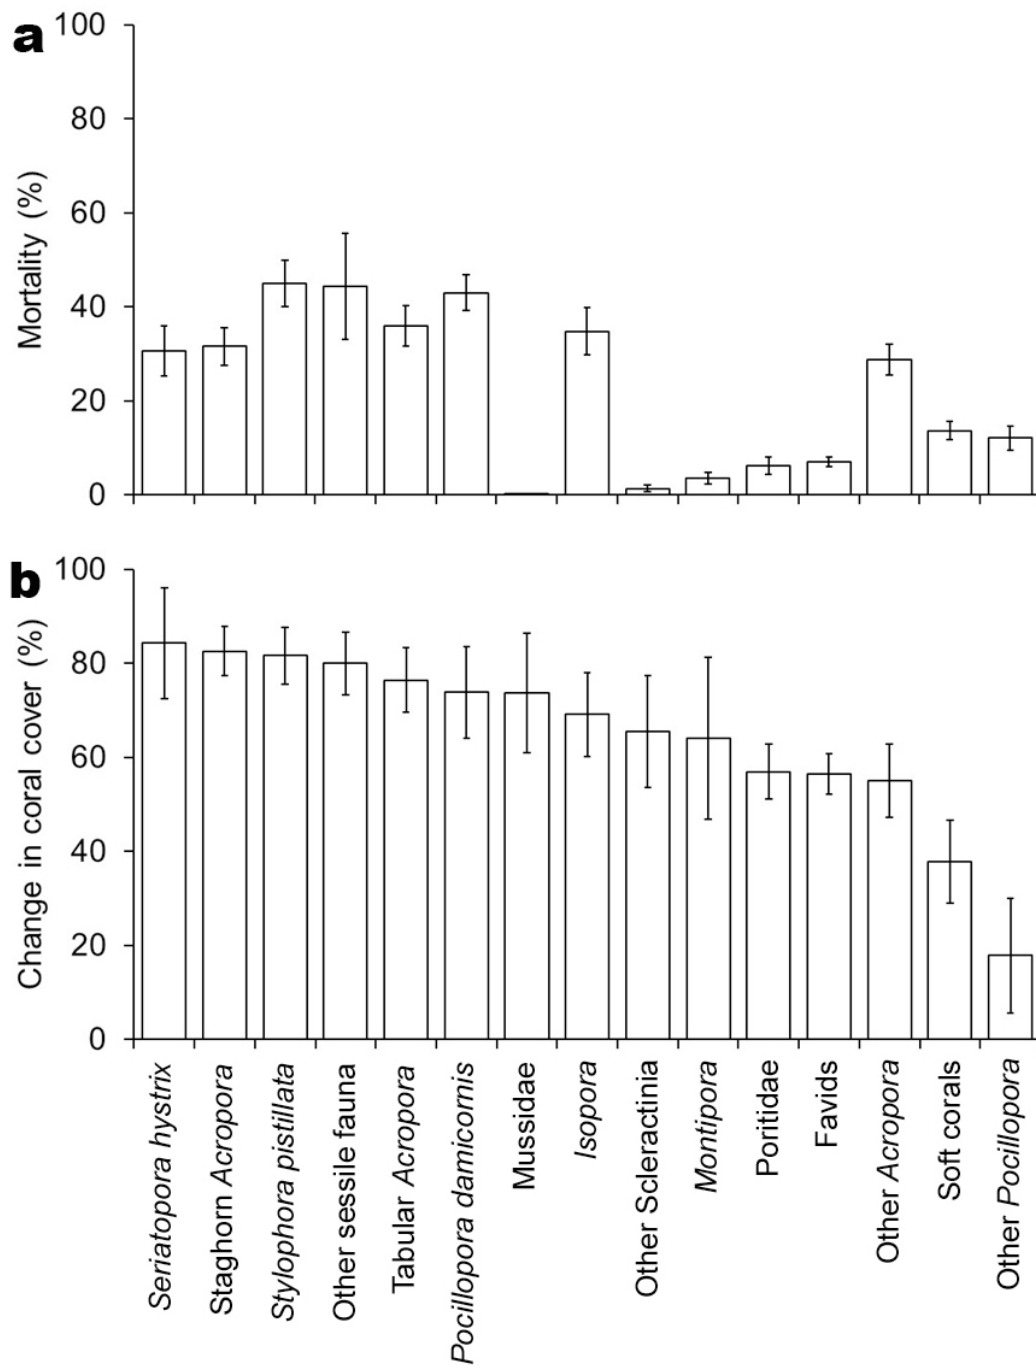 a
Mortality (%)
100
80
60
40
20
0
b
Change in coral cover (%)
100
80
60
40
20
0
Seriatopora hystrix
Staghorn Acropora
Stylophora pistillata
Other sessile fauna
Tabular Acropora
Pocillopora damicornis
Mussidae
Isopora
Other Scleractinia
Montipora
Poritidae
Favids
Other Acropora
Soft corals
Other Pocillopora